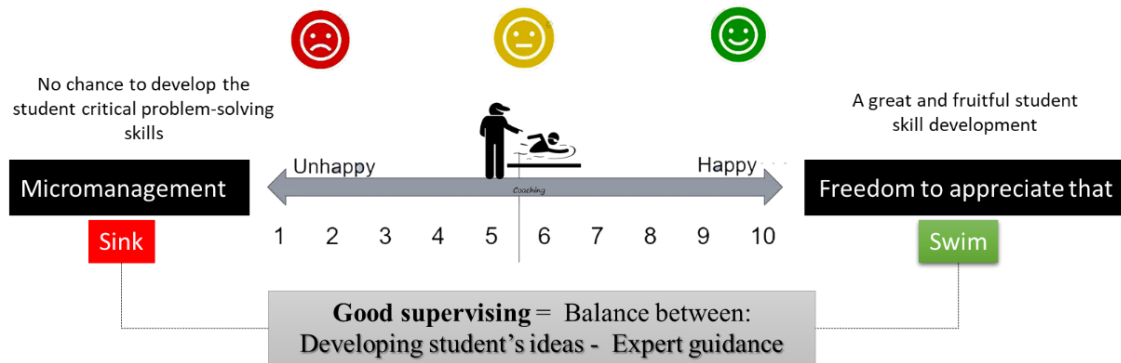 No chance to develop the
student critical problem-solving
skills
A great and fruitful student
skill development
Unhappy
Happy
Micromanagement
Coaching
Freedom to appreciate that
Sink
1 2 3 4 5 6 7 8 9 10
Swim
Good supervising = Balance between:
Developing student’s ideas - Expert guidance